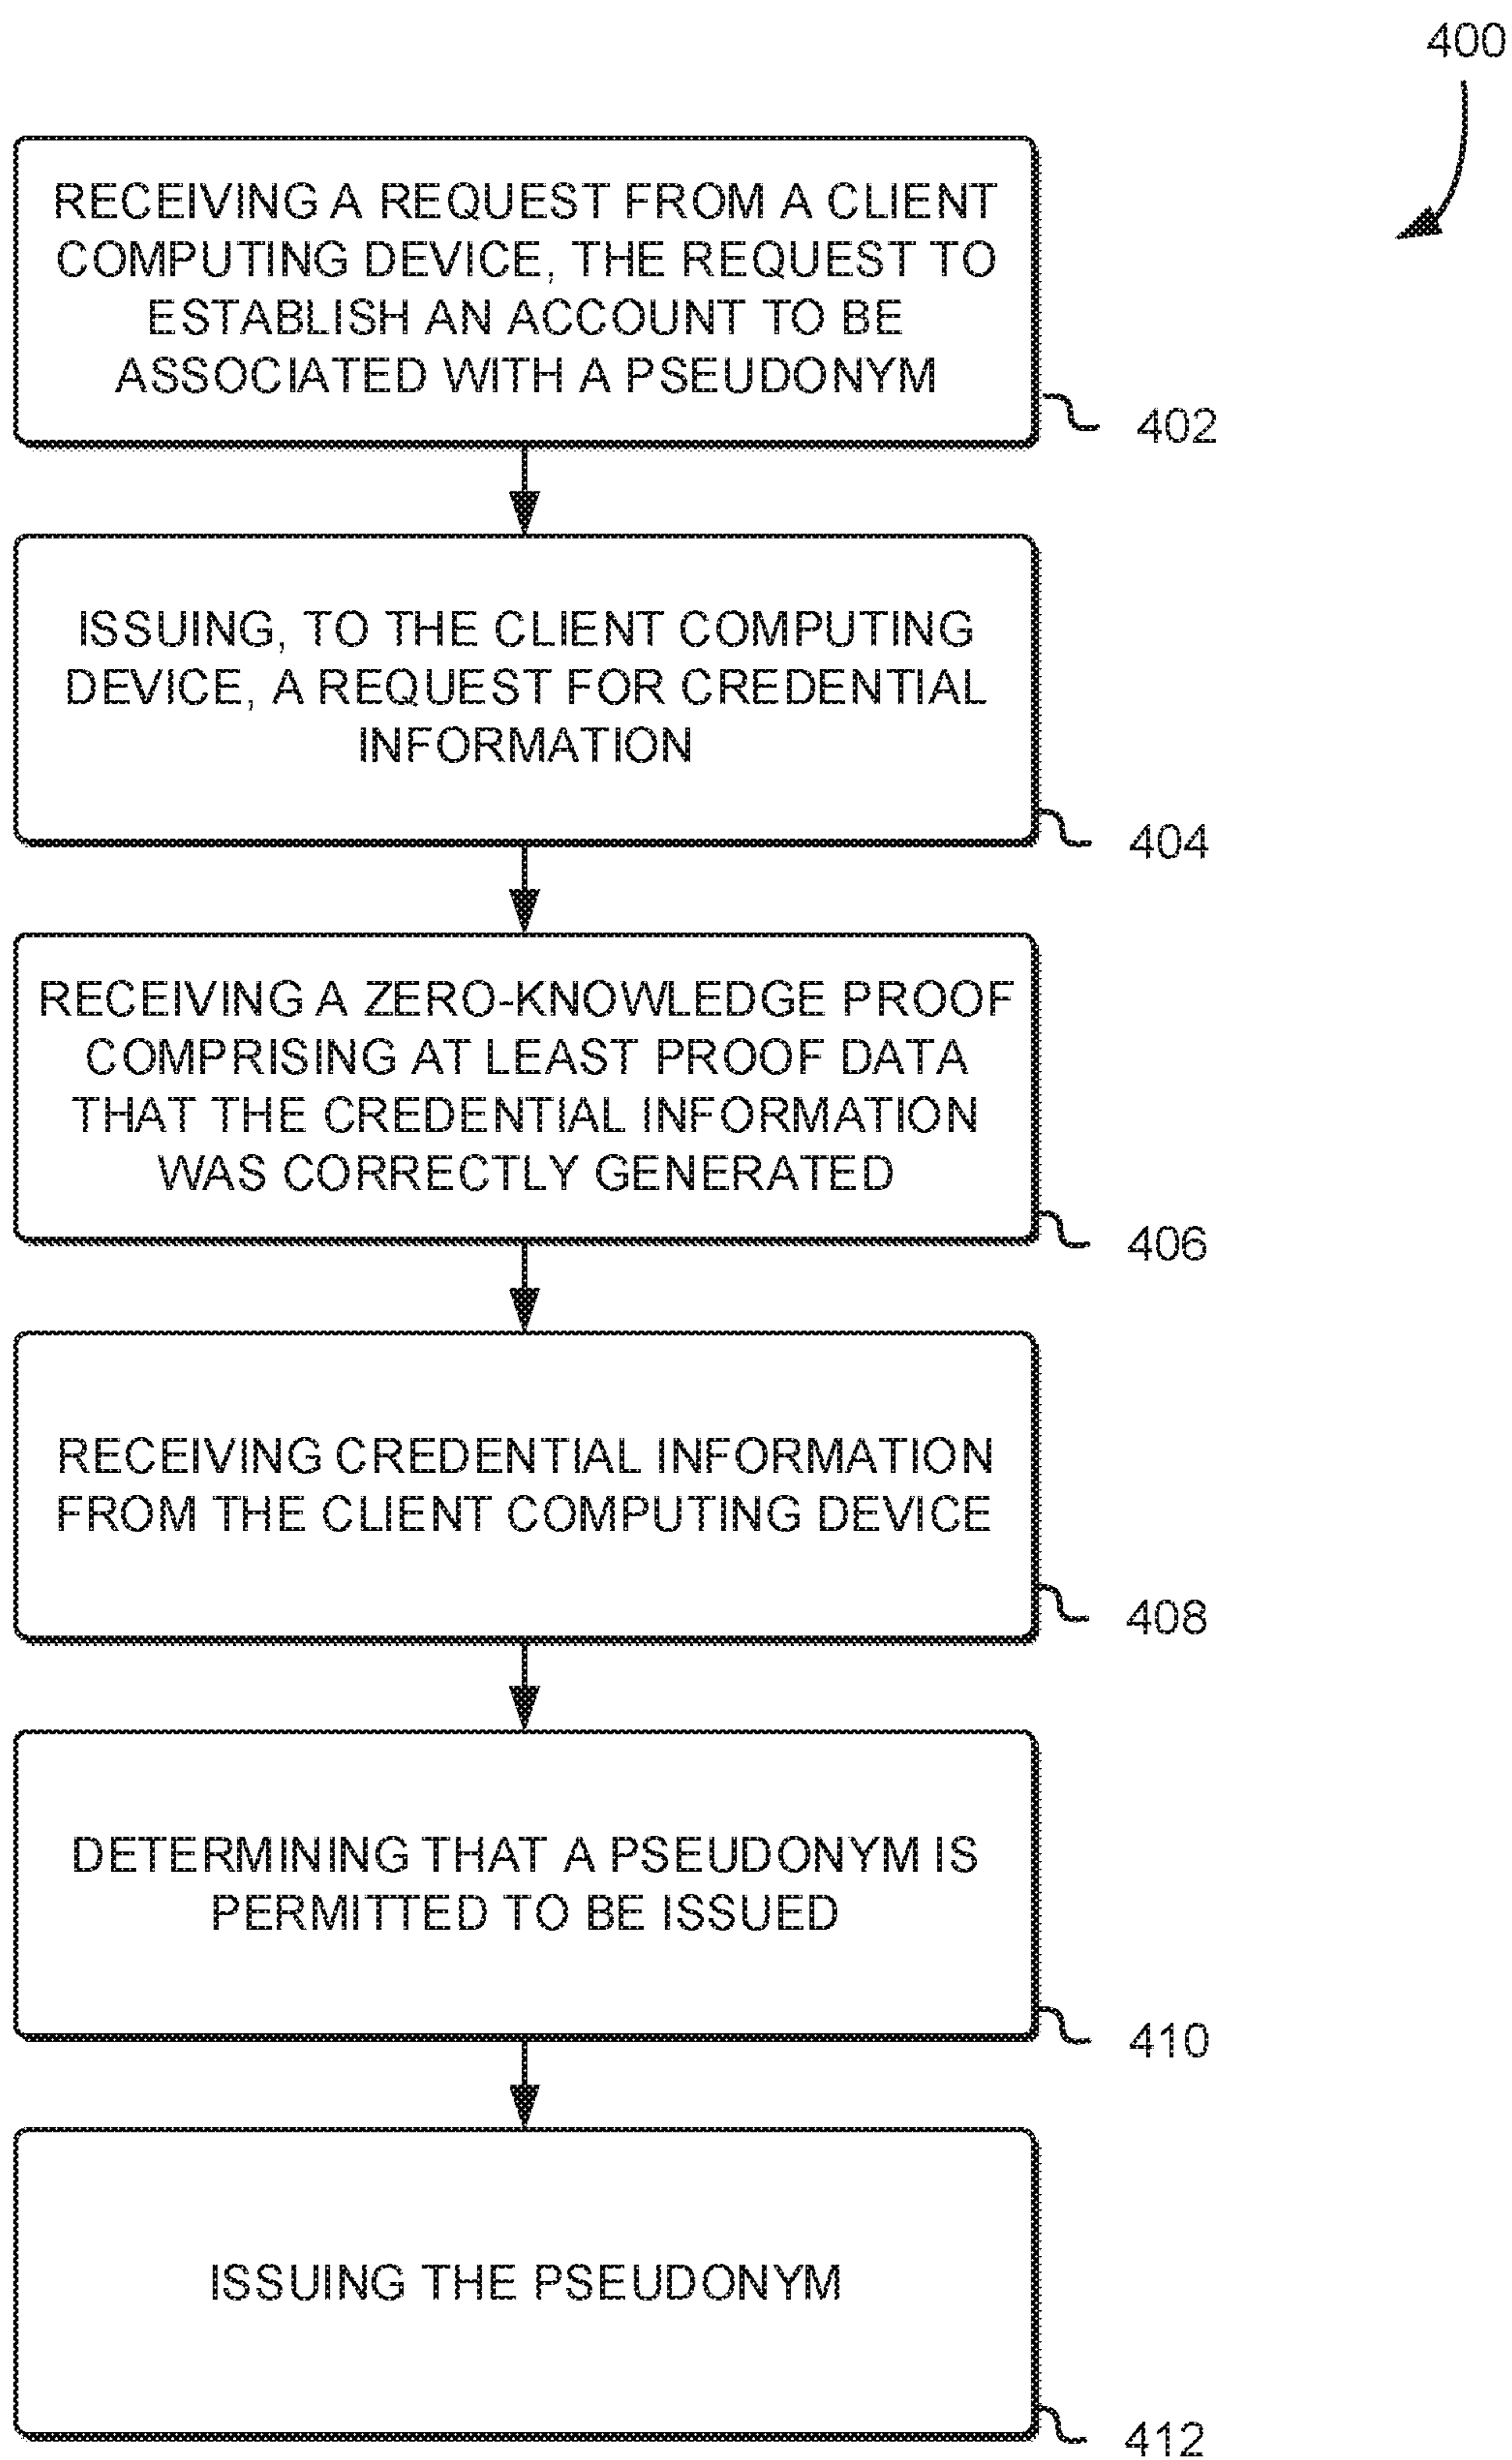 400
RECEIVING A REQUEST FROM A CLIENT
COMPUTING DEVICE, THE REQUEST TO
ESTABLISH AN ACCOUNT TO BE
ASSOCIATED WITH A PSEUDONYM
402
ISSUING, TO THE CLIENT COMPUTING
DEVICE, A REQUEST FOR CREDENTIAL
INFORMATION
404
RECEIVING A ZERO-KNOWLEDGE PROOF
COMPRISING AT LEAST PROOF DATA
THAT THE CREDENTIAL INFORMATION
WAS CORRECTLY GENERATED
406
RECEIVING CREDENTIAL INFORMATION
FROM THE CLIENT COMPUTING DEVICE
408
DETERMINING THAT A PSEUDONYM IS
PERMITTED TO BE ISSUED
410
ISSUING THE PSEUDONYM
412